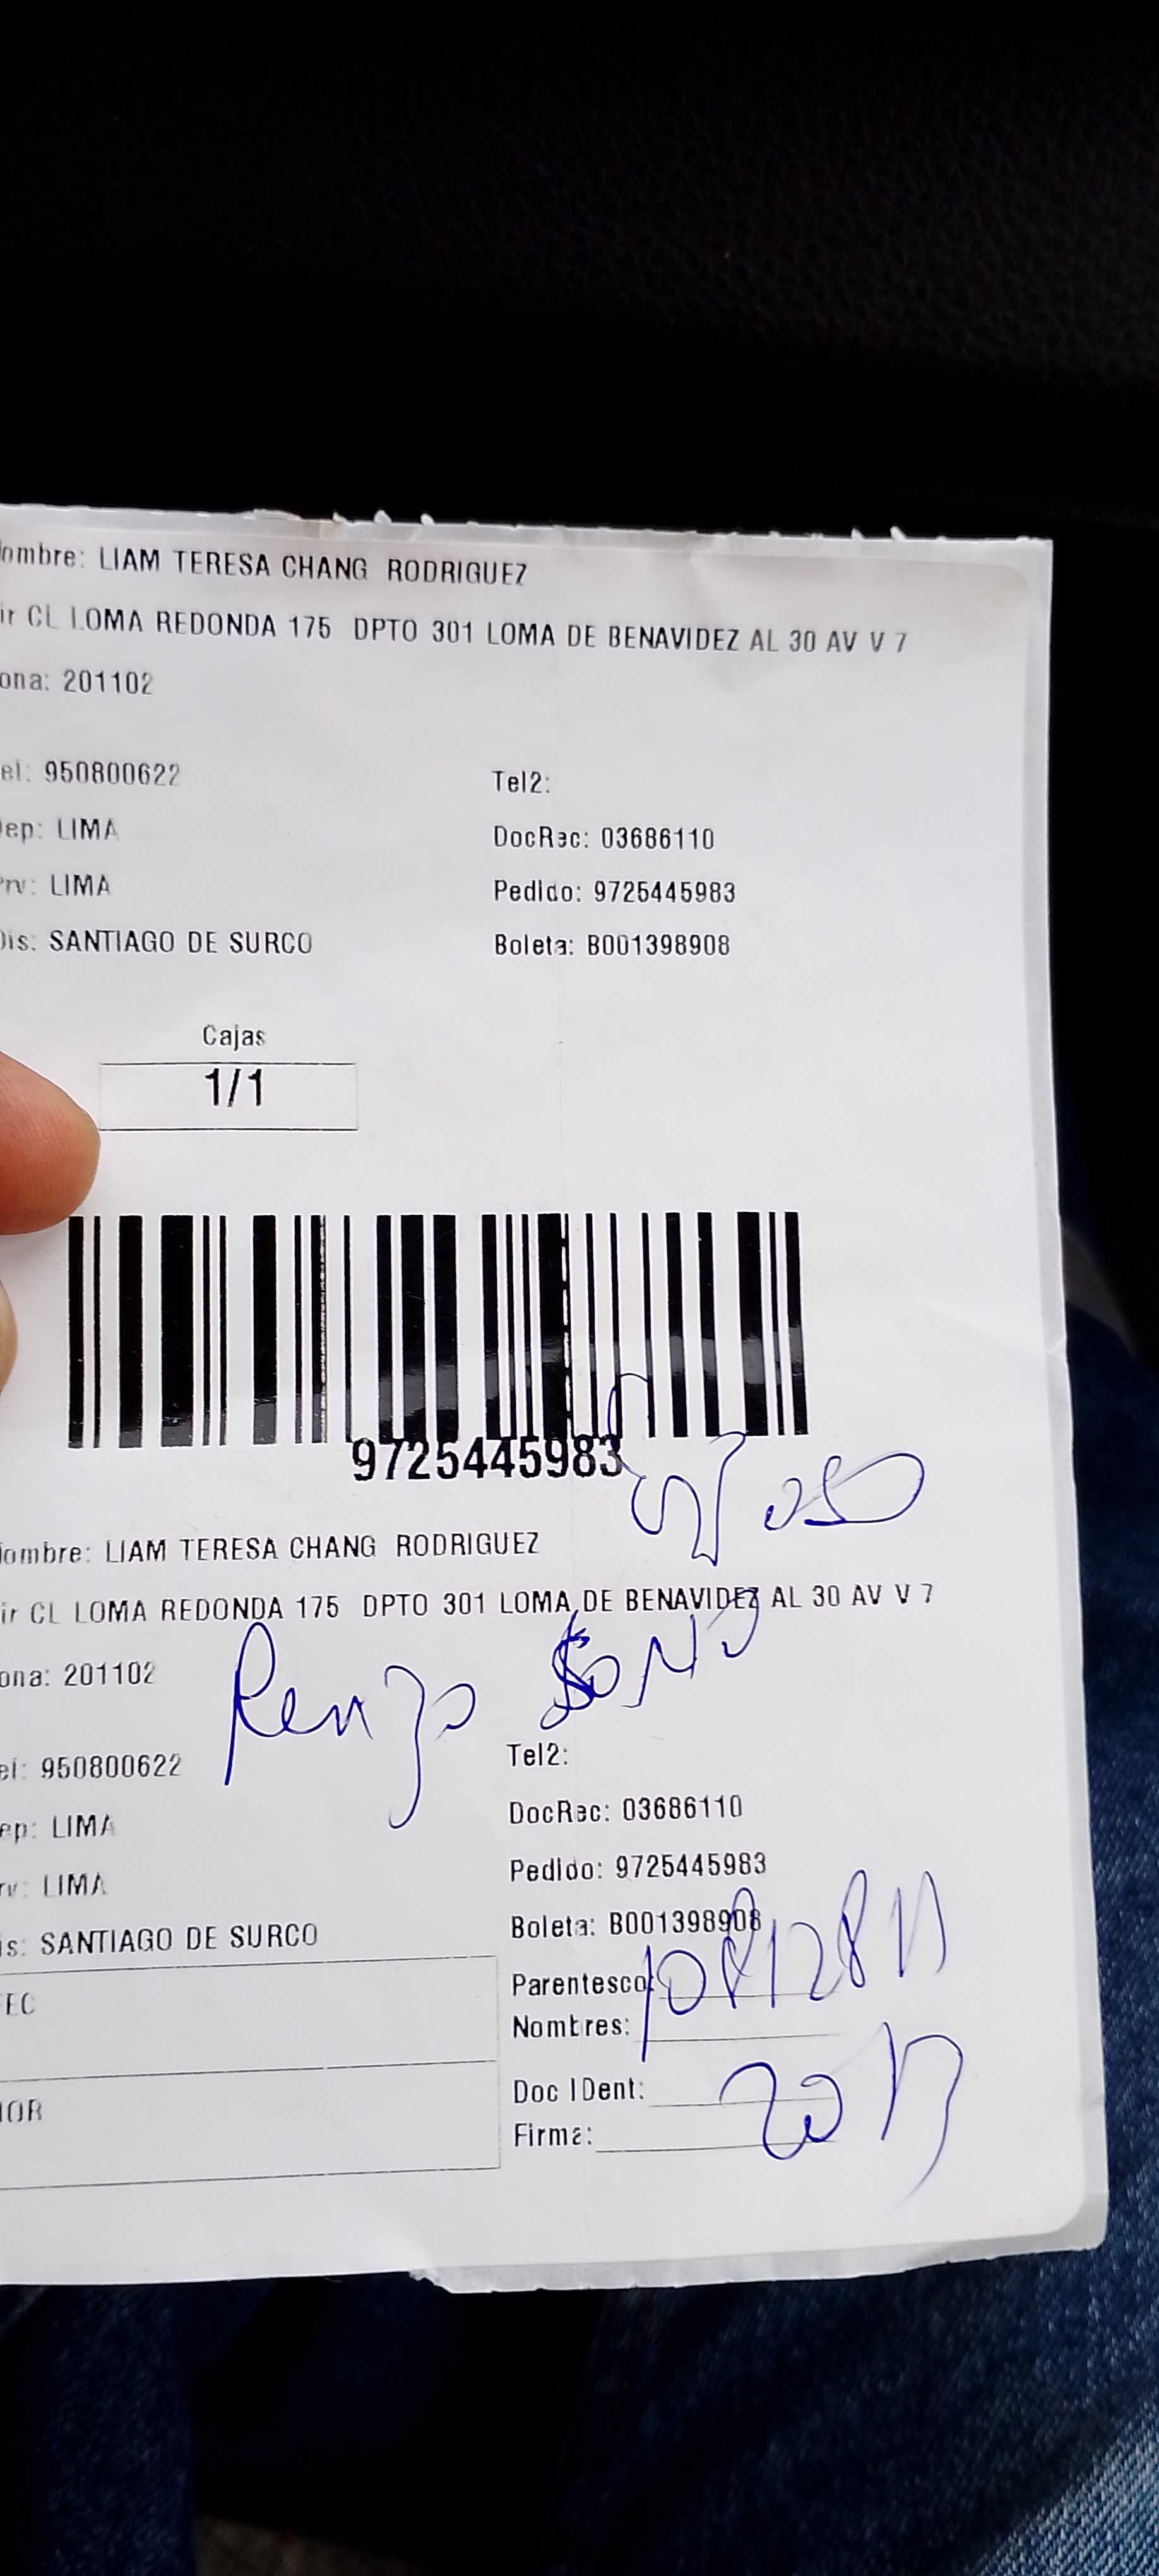 ombre: LIAM TERESA CHANG RODRIGUEZ
ir CL LOMA REDONDA 175 DPTO 301 LOMA DE BENAVIDEZ AL 30 AV V 7
ona: 201102
el: 950800622 Tel2:
ep: LIMA DocRec: 03686110
rv: LIMA Pedido: 9725445983
Dis: SANTIAGO DE SURCO Boleta: B001398908
Cajas
1/1
9725445983
ombre: LIAM TERESA CHANG RODRIGUEZ
ir CL LOMA REDONDA 175 DPTO 301 LOMA DE BENAVIDEZ AL 30 AV V 7
Renzo
ona: 201102
el: 950800622 Tel2:
ep: LIMA DocRec: 03686110
rv: LIMA Pedido: 9725445983
is: SANTIAGO DE SURCO Boleta: B001398908
EC Parentesco:
Nombres:
IOR Doc IDent:
Firma: